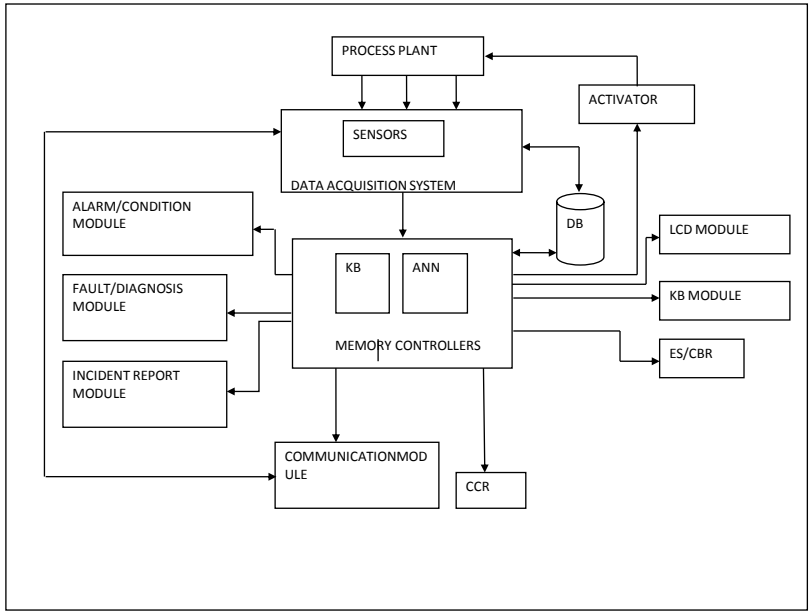 PROCESS PLANT
ACTIVATOR
SENSORS
DATA ACQUISITION SYSTEM
ALARM/CONDITION
MODULE
DB
LCD MODULE
KB
ANN
FAULT/DIAGNOSIS
MODULE
KB MODULE
MEMORY CONTROLLERS
ES/CBR
INCIDENT REPORT
MODULE
COMMUNICATIONMOD
ULE
CCR